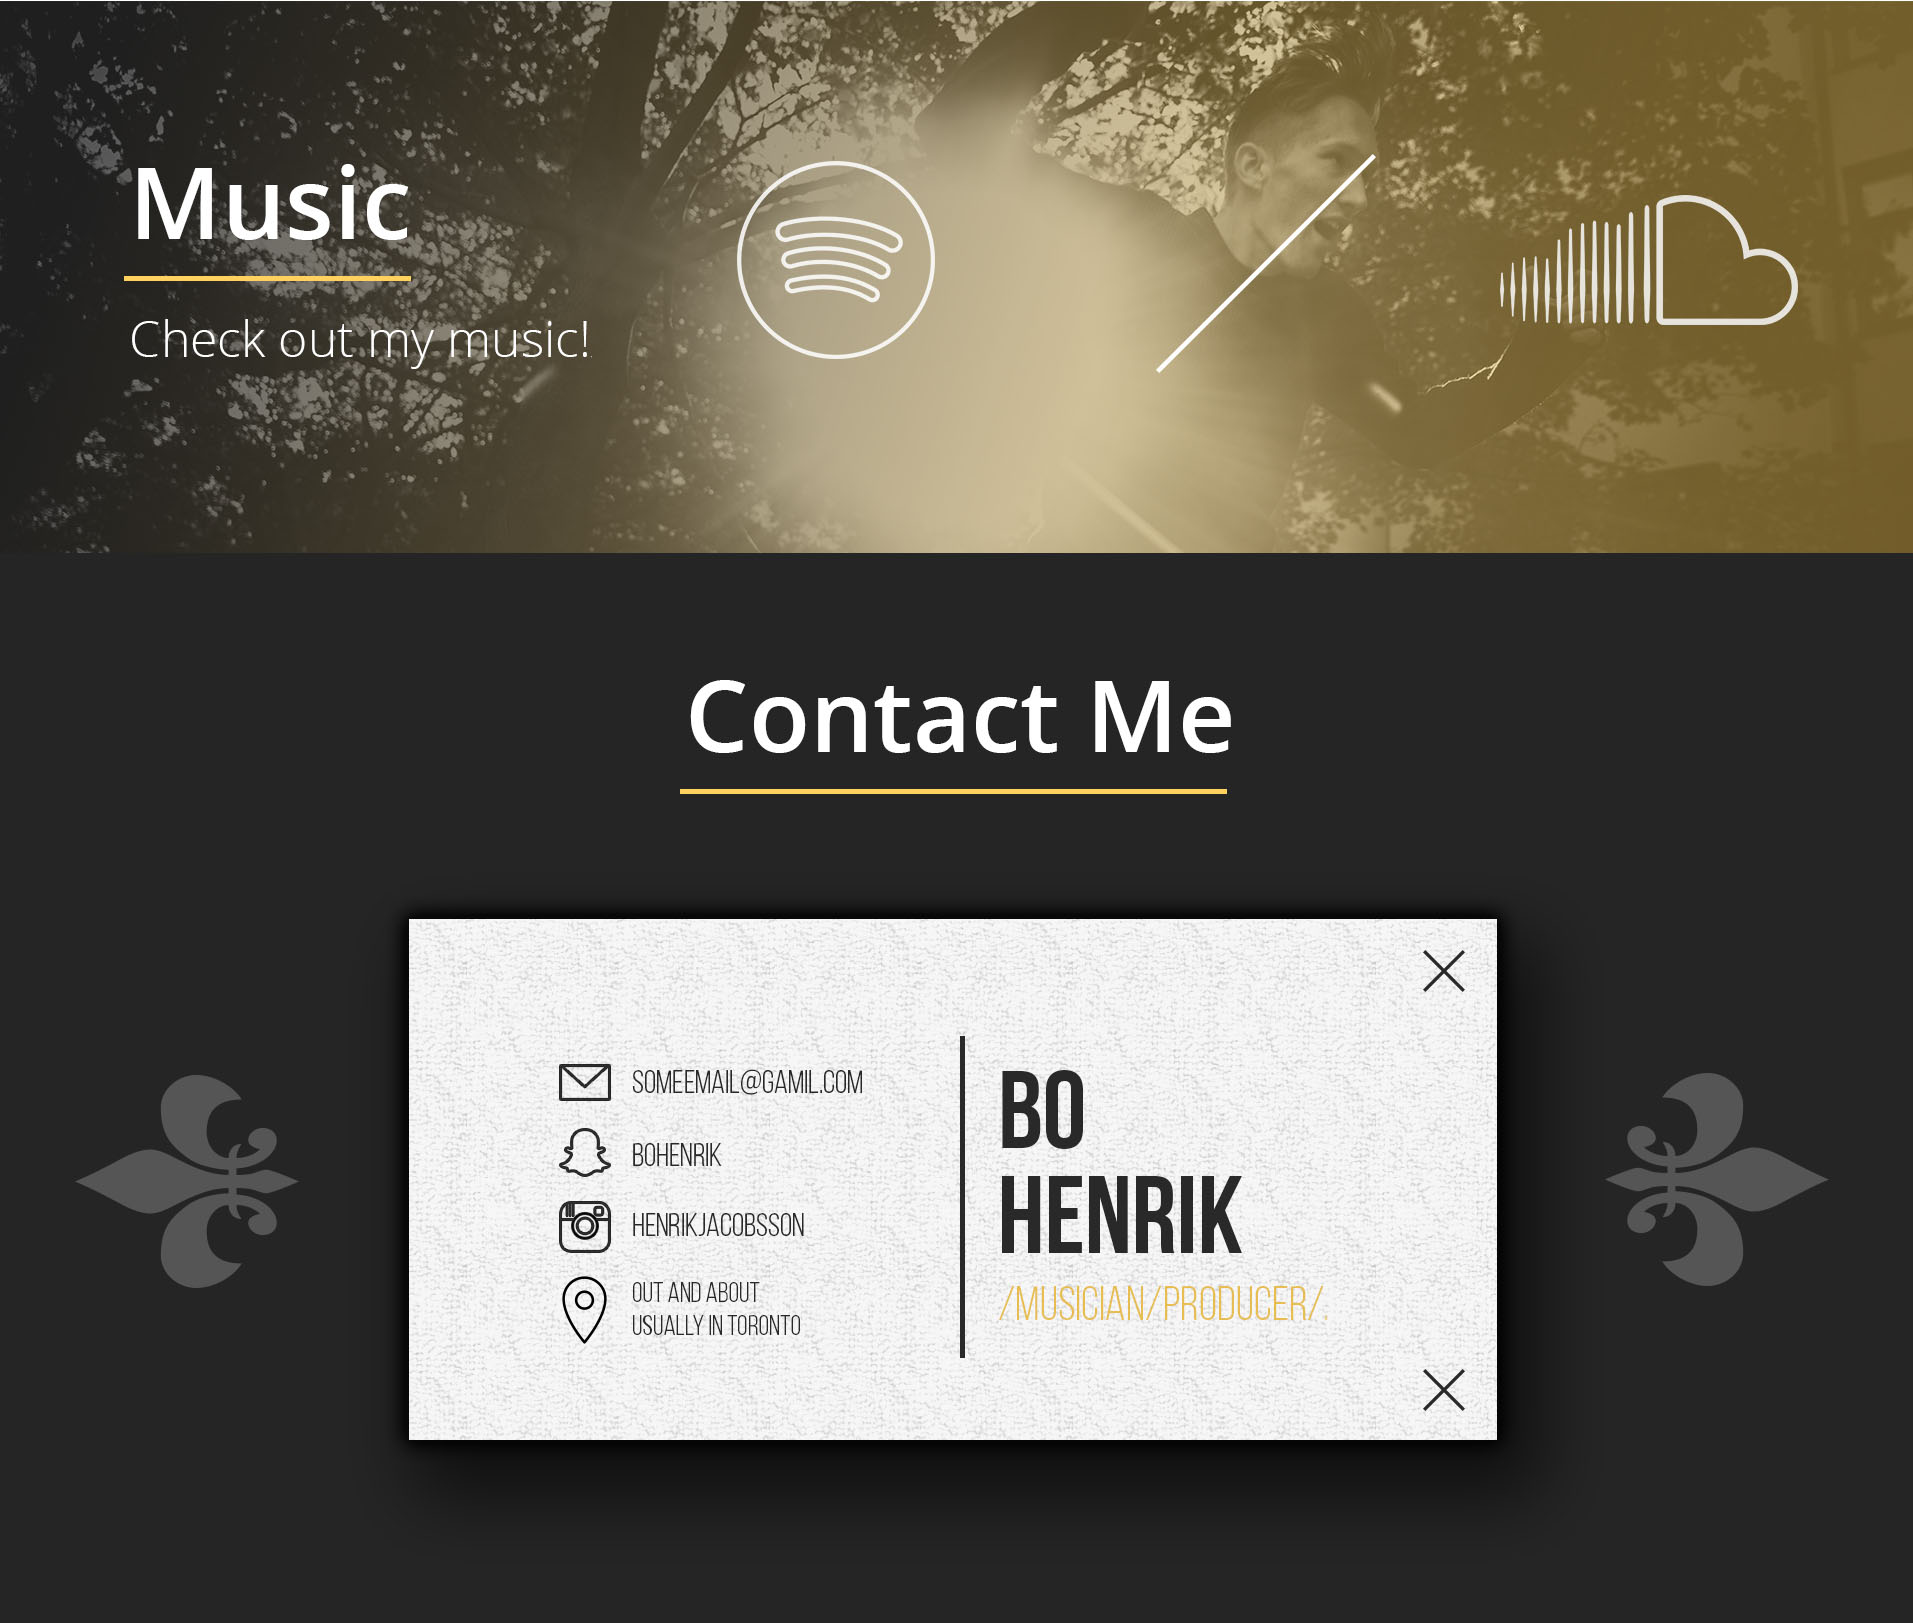 Music
Check out my music!
Contact Me
SOMEEMAIL@GAMIL.COM
BOHENRIK
HENRIKJACOBSSON
OUT AND ABOUT
USUALLY IN TORONTO
BO
HENRIK
/MUSICIAN/PRODUCER/